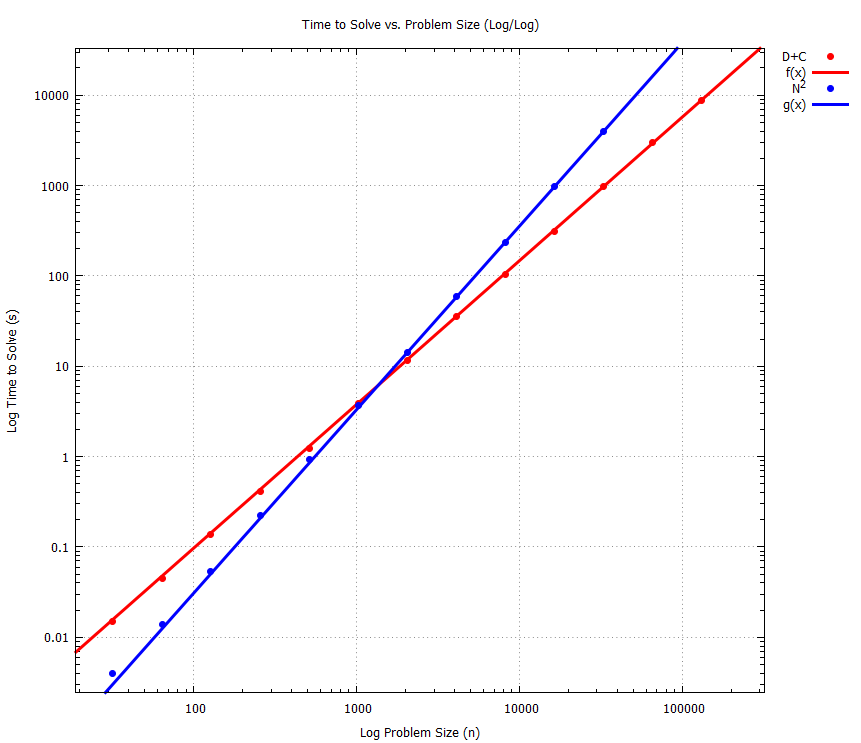 Time to Solve vs. Problem Size (Log/Log)
D+C
f(x)
N²
g(x)
10000
1000
100
10
1
0.1
0.01
Log Time to Solve (s)
100 1000 10000 100000
Log Problem Size (n)